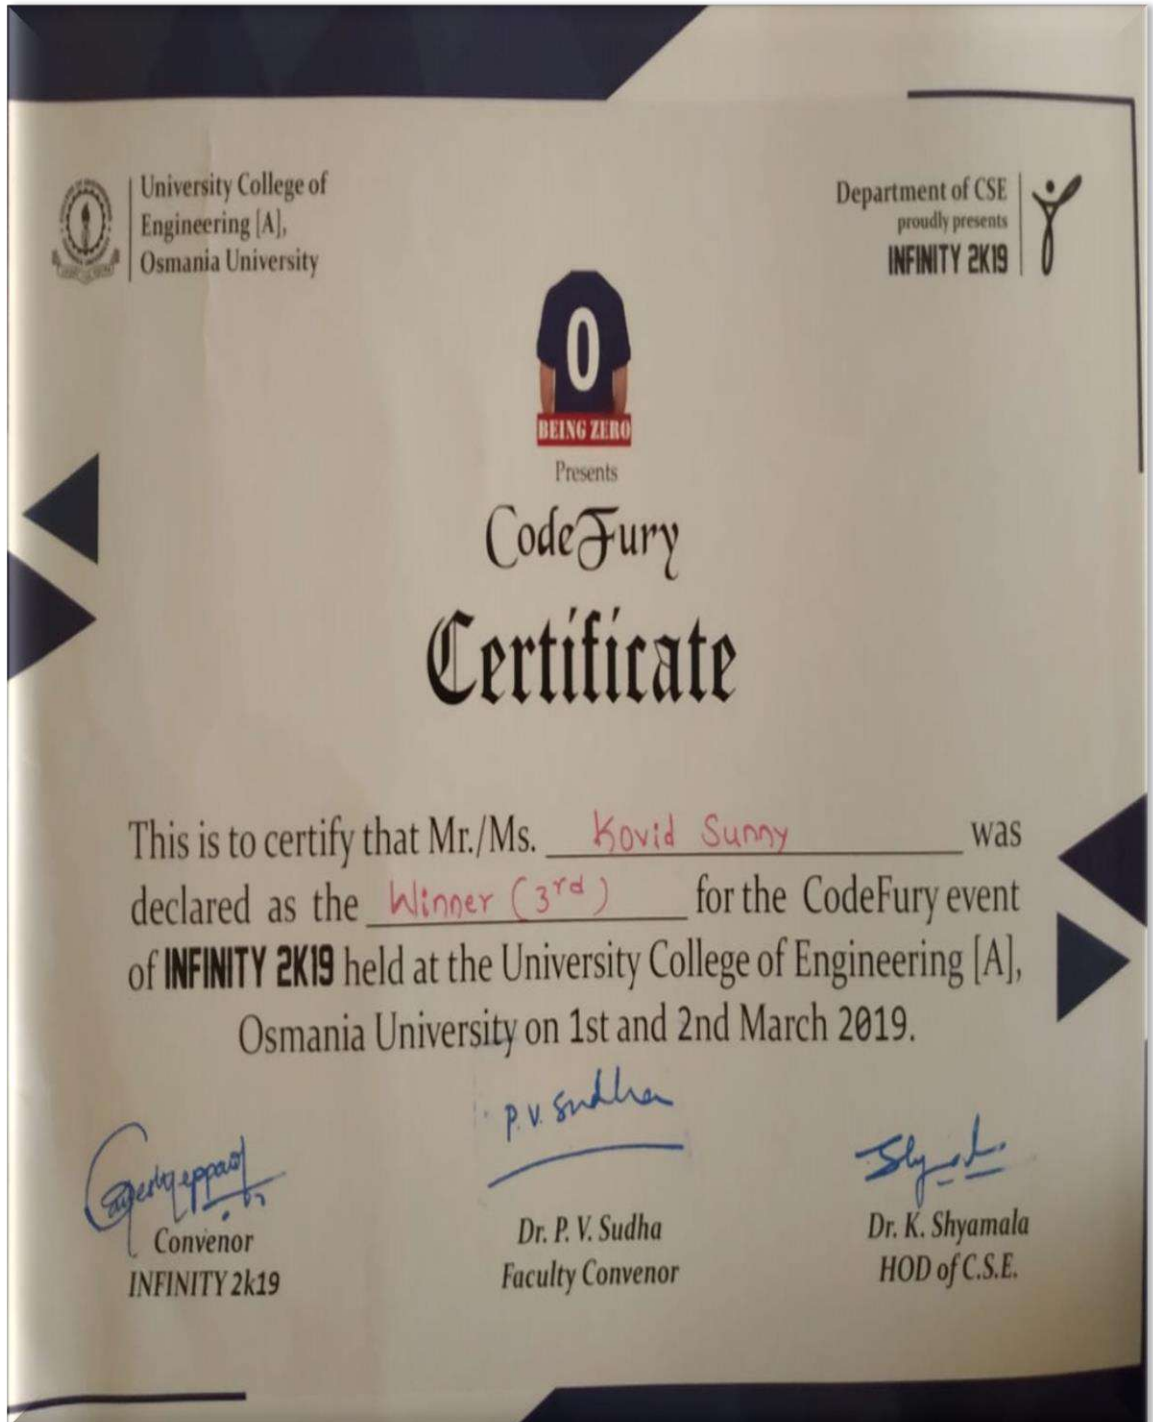 University College of
Engineering [A],
Osmania University
Department of CSE
proudly presents
INFINITY 2K19
0
BEING ZERO
Presents
CodeFury
Certificate
This is to certify that Mr./Ms. Kovid Sunny was
declared as the Winner (3rd) for the CodeFury event
of INFINITY 2K19 held at the University College of Engineering [A],
Osmania University on 1st and 2nd March 2019.
P.V. Sudha
Convenor
INFINITY 2k19
Dr. P. V. Sudha
Faculty Convenor
Dr. K. Shyamala
HOD of C.S.E.